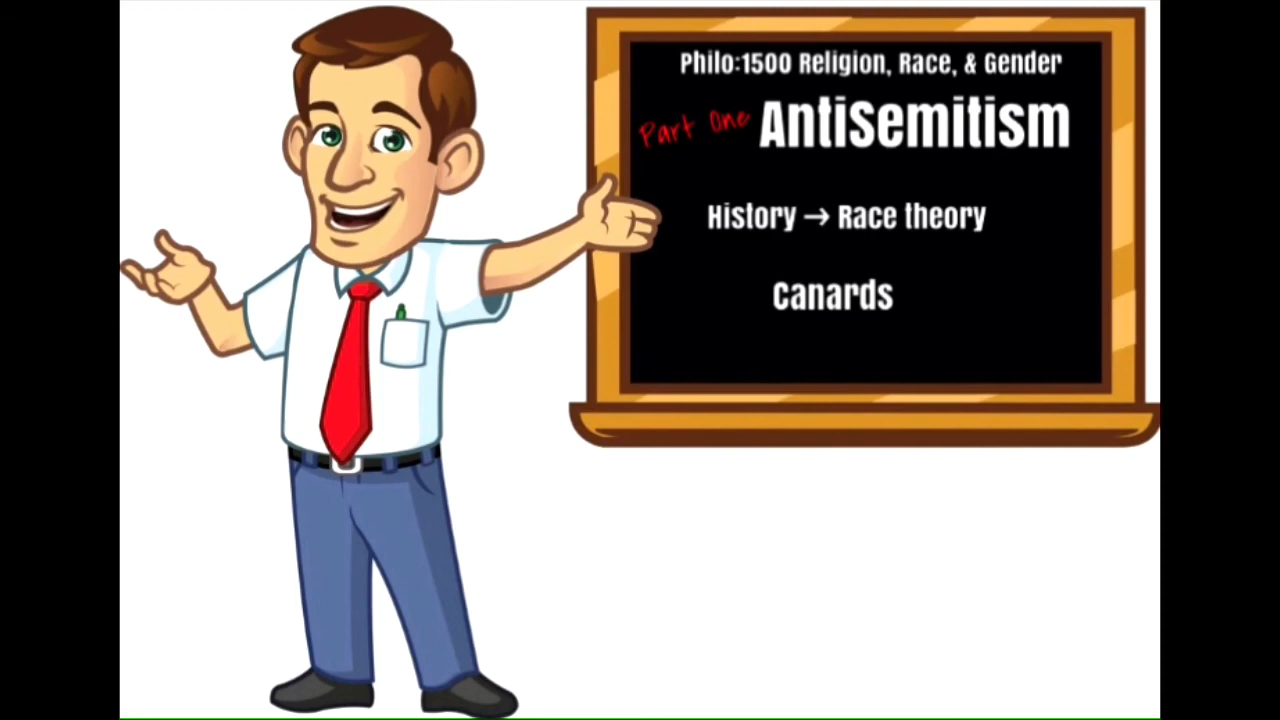 Philo:1500 Religion, Race, & Gender
Part One AntiSemitism
History → Race theory
Canards